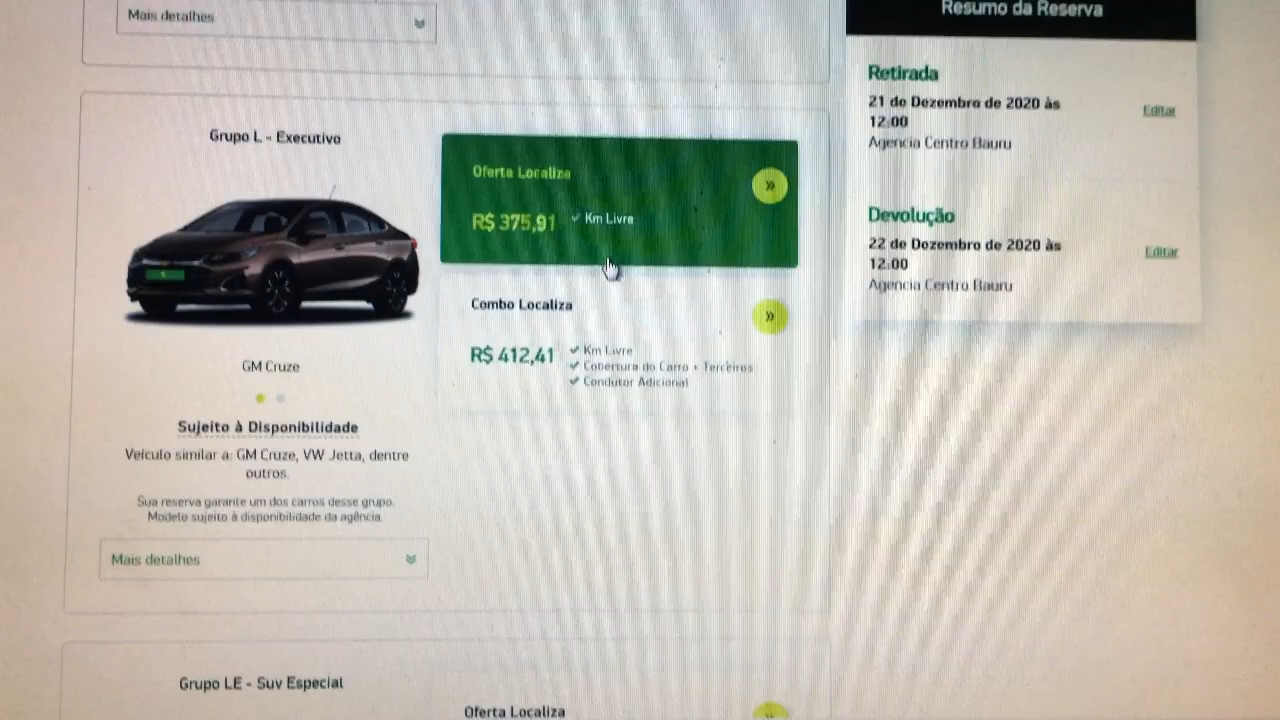 Mais detalhes
Grupo L - Executivo
GM Cruze
Sujeito à Disponibilidade
Veículo similar a: GM Cruze, VW Jetta, dentre
outros.
Sua reserva garante um dos carros desse grupo.
Modelo sujeito à disponibilidade da agência.
Mais detalhes
Oferta Localiza
R$ 375,91
Km Livre
Combo Localiza
R$ 412,41
Km Livre
Cobertura do Carro + Terceiros
Condutor Adicional
Grupo LE - Suv Especial
Oferta Localiza
Resumo da Reserva
Retirada
21 de Dezembro de 2020 às
12:00
Editar
Agencia Centro Bauru
Devolução
22 de Dezembro de 2020 às
12:00
Editar
Agencia Centro Bauru